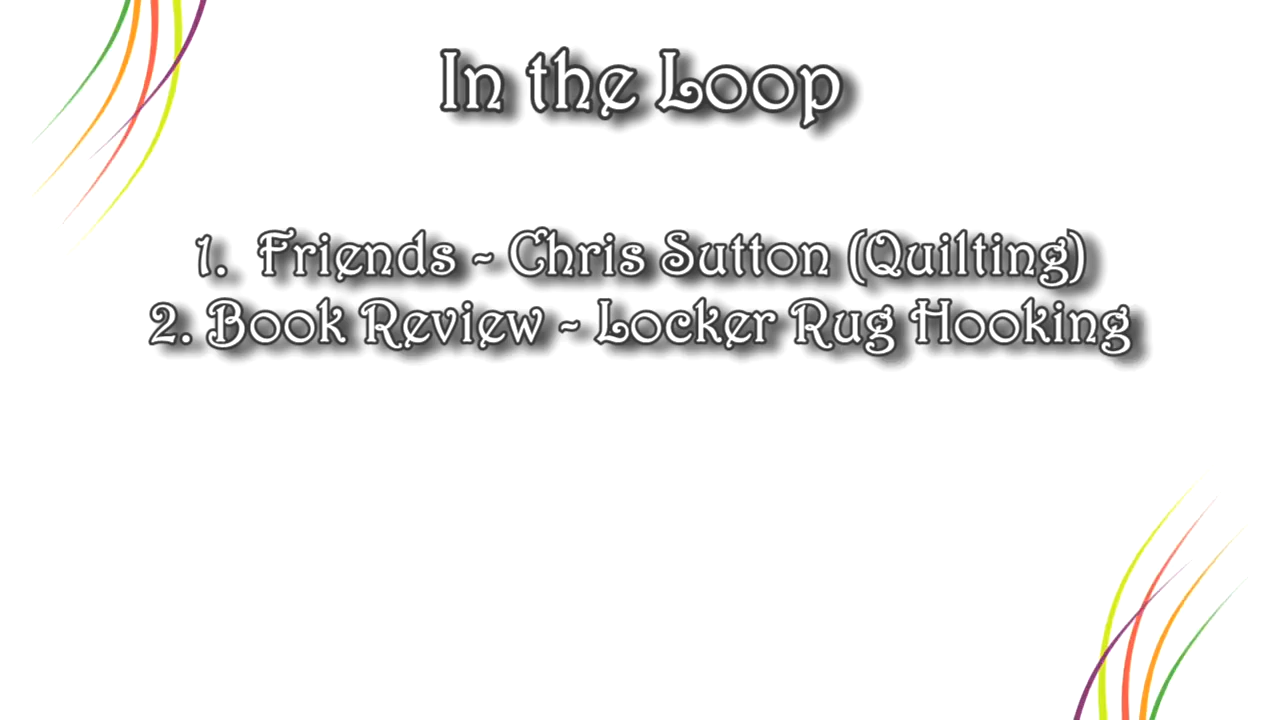 In the Loop
1. Friends ~ Chris Sutton (Quilting)
2. Book Review ~ Locker Rug Hooking